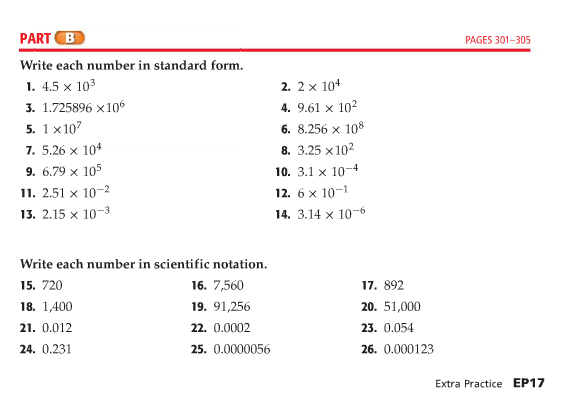 PART B PAGES 301–305
Write each number in standard form.
1. 4.5 × 10³ 2. 2 × 10⁴
3. 1.725896 ×10⁶ 4. 9.61 × 10²
5. 1 ×10⁷ 6. 8.256 × 10⁸
7. 5.26 × 10⁴ 8. 3.25 ×10²
9. 6.79 × 10⁵ 10. 3.1 × 10⁻⁴
11. 2.51 × 10⁻² 12. 6 × 10⁻¹
13. 2.15 × 10⁻³ 14. 3.14 × 10⁻⁶
Write each number in scientific notation.
15. 720 16. 7,560 17. 892
18. 1,400 19. 91,256 20. 51,000
21. 0.012 22. 0.0002 23. 0.054
24. 0.231 25. 0.0000056 26. 0.000123
Extra Practice EP17